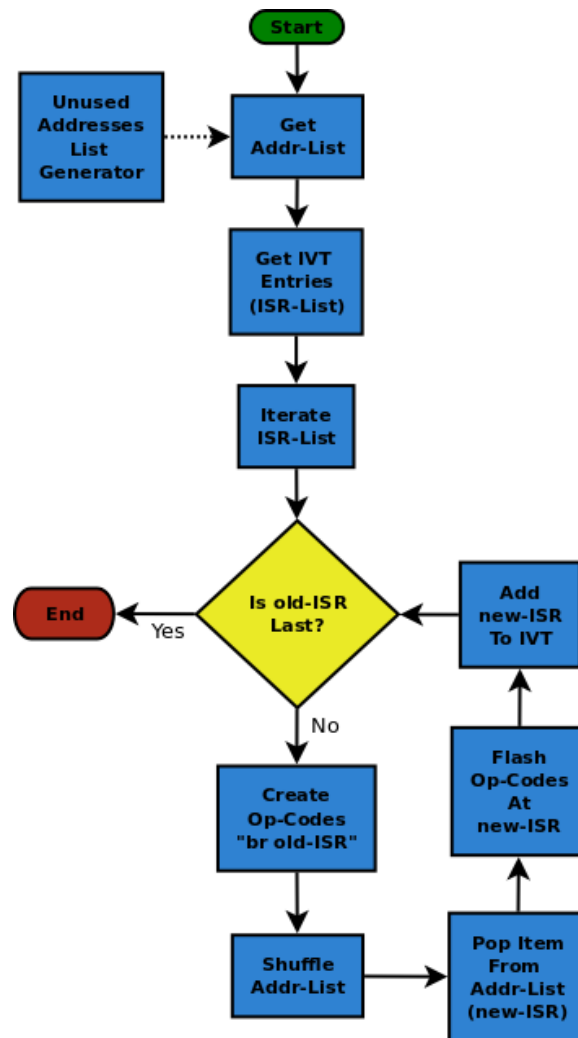 Start
Unused
Addresses
List
Generator
Get
Addr-List
Get IVT
Entries
(ISR-List)
Iterate
ISR-List
Is old-ISR
Last?
Yes
End
No
Create
Op-Codes
"br old-ISR"
Shuffle
Addr-List
Pop Item
From
Addr-List
(new-ISR)
Flash
Op-Codes
At
new-ISR
Add
new-ISR
To IVT